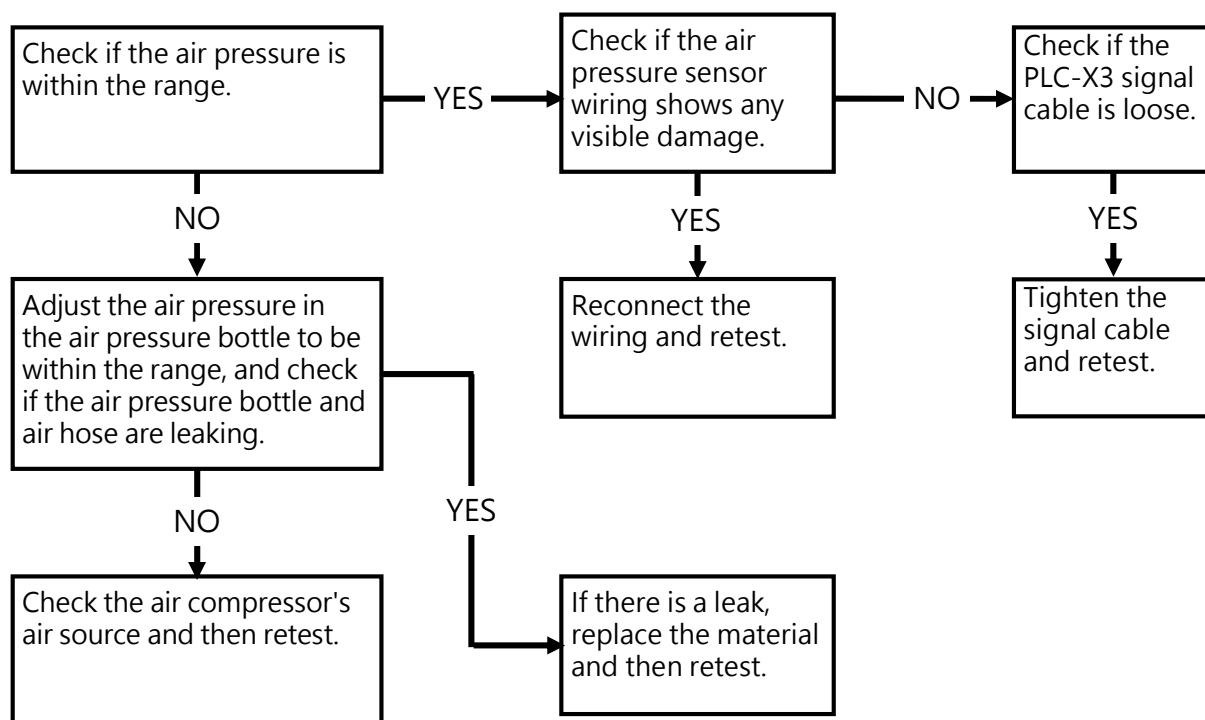 Check if the air pressure is
within the range.
YES
Check if the air
pressure sensor
wiring shows any
visible damage.
NO
Check if the
PLC-X3 signal
cable is loose.
NO
YES
YES
Adjust the air pressure in
the air pressure bottle to be
within the range, and check
if the air pressure bottle and
air hose are leaking.
Reconnect the
wiring and retest.
Tighten the
signal cable
and retest.
NO
YES
Check the air compressor's
air source and then retest.
If there is a leak,
replace the material
and then retest.